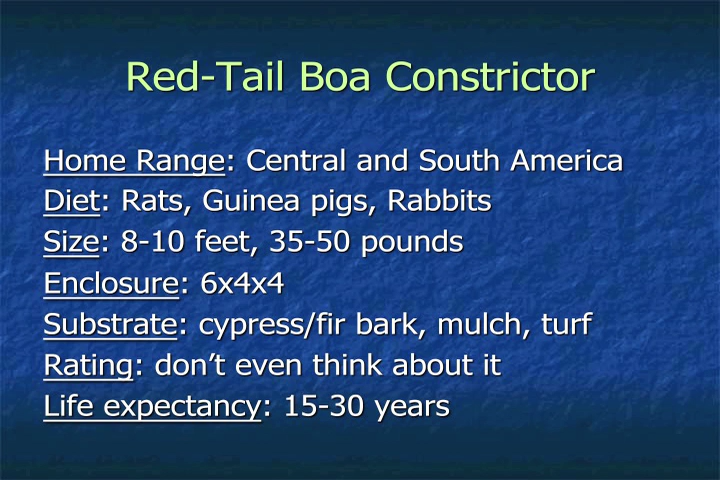 Red-Tail Boa Constrictor
Home Range: Central and South America
Diet: Rats, Guinea pigs, Rabbits
Size: 8-10 feet, 35-50 pounds
Enclosure: 6x4x4
Substrate: cypress/fir bark, mulch, turf
Rating: don’t even think about it
Life expectancy: 15-30 years